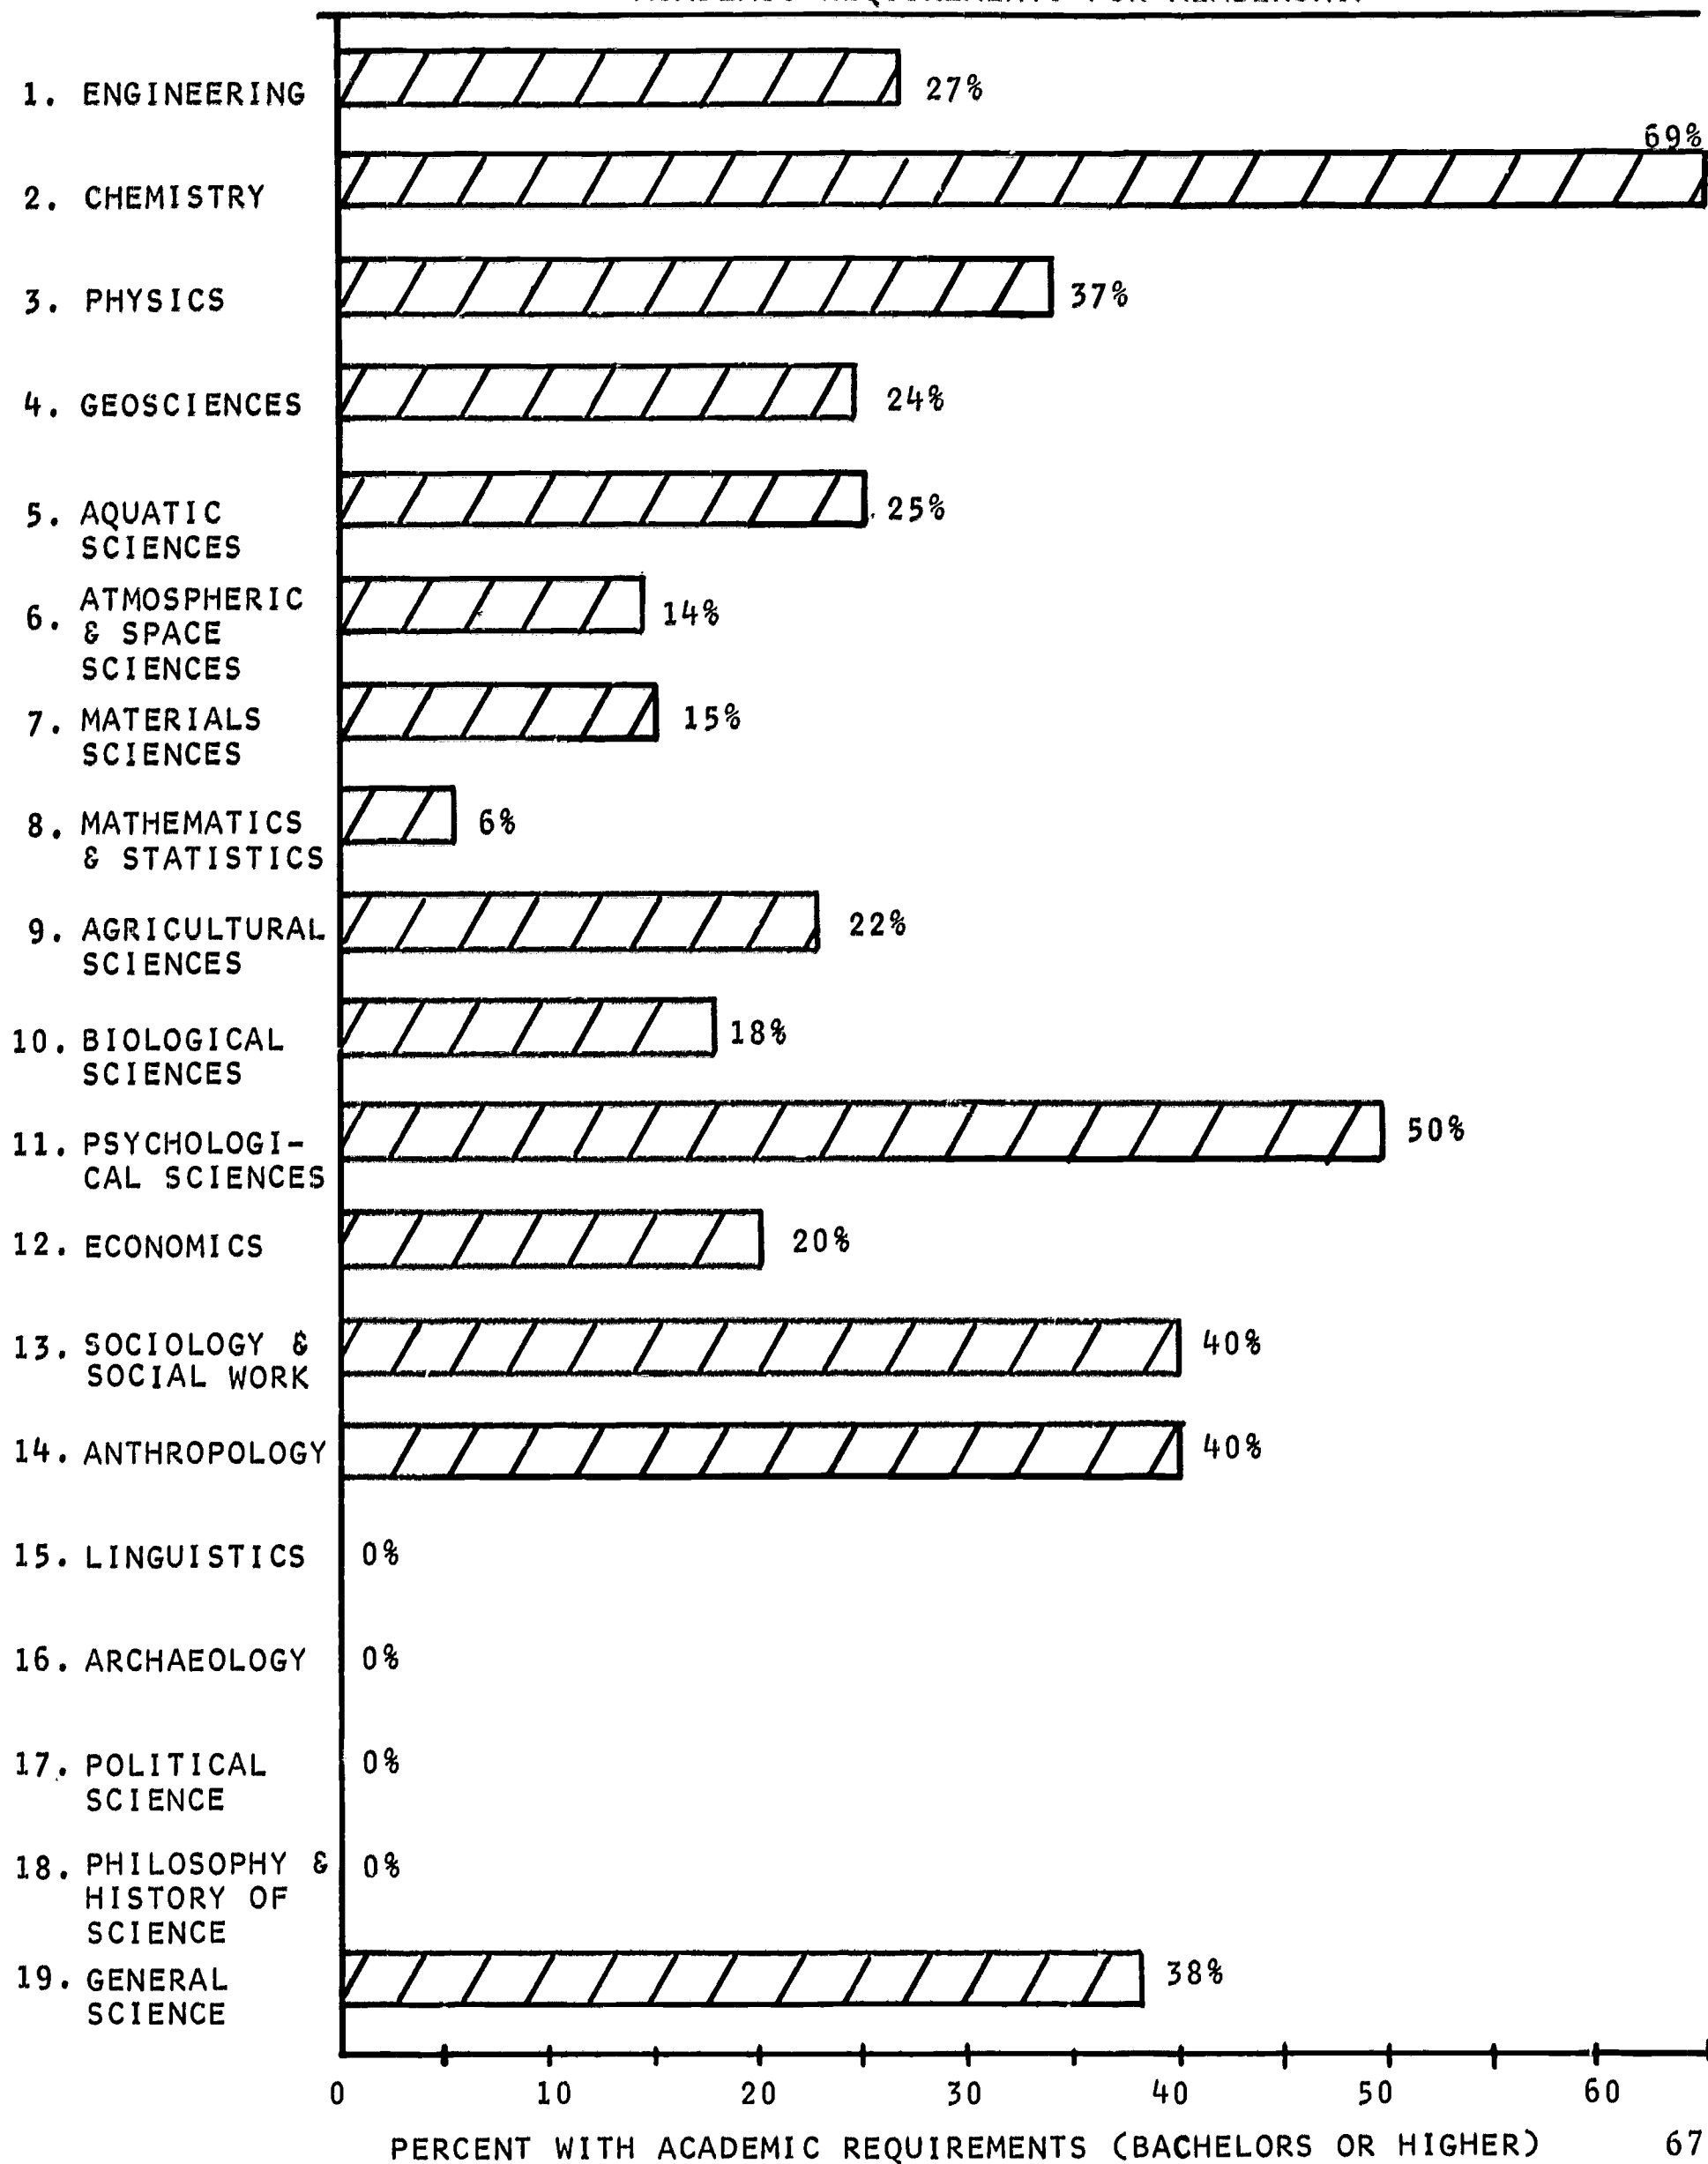 1. ENGINEERING 27%
69%
2. CHEMISTRY
3. PHYSICS 37%
4. GEOSCIENCES 24%
5. AQUATIC 25%
SCIENCES
6. ATMOSPHERIC
& SPACE 14%
SCIENCES
7. MATERIALS 15%
SCIENCES
8. MATHEMATICS 6%
& STATISTICS
9. AGRICULTURAL 22%
SCIENCES
10. BIOLOGICAL 18%
SCIENCES
11. PSYCHOLOGI- 50%
CAL SCIENCES
12. ECONOMICS 20%
13. SOCIOLOGY & 40%
SOCIAL WORK
14. ANTHROPOLOGY 40%
15. LINGUISTICS 0%
16. ARCHAEOLOGY 0%
17. POLITICAL 0%
SCIENCE
18. PHILOSOPHY & 0%
HISTORY OF
SCIENCE
19. GENERAL 38%
SCIENCE
0 10 20 30 40 50 60
PERCENT WITH ACADEMIC REQUIREMENTS (BACHELORS OR HIGHER) 67